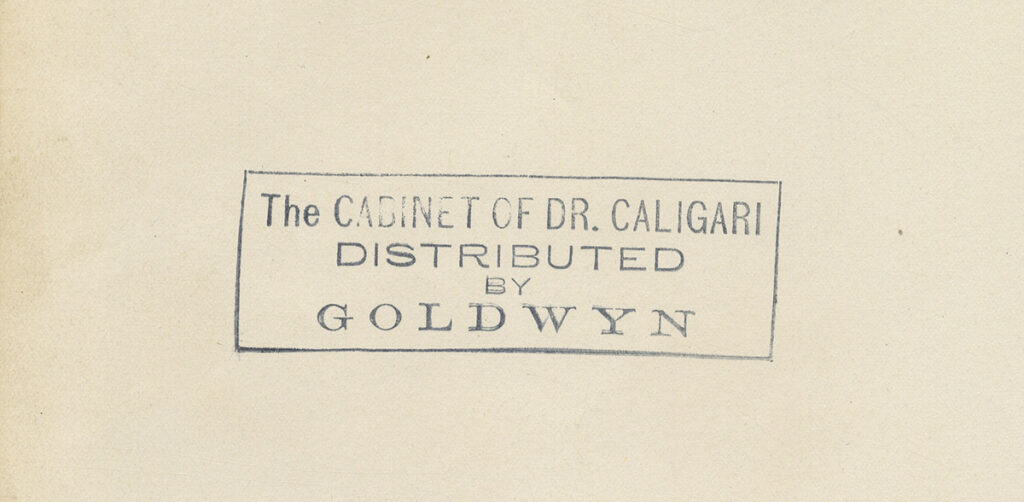 The CABINET OF DR. CALIGARI
DISTRIBUTED
BY
GOLDWYN